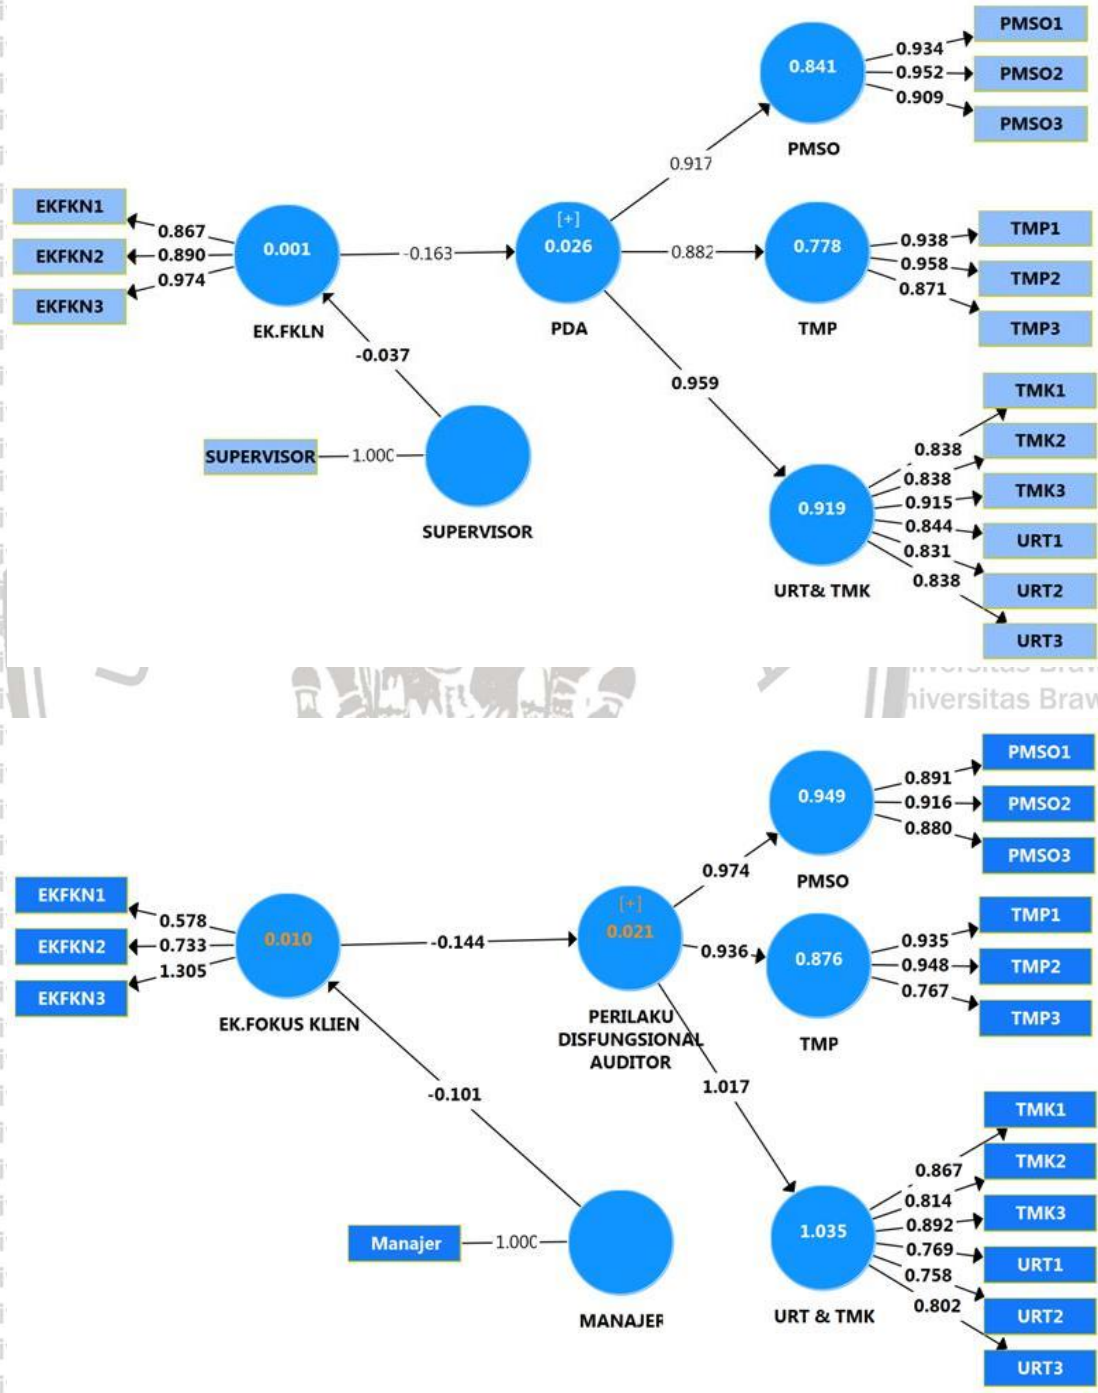 PMSO1
0.934
0.841
0.952
PMSO2
0.909
PMSO3
PMSO
0.917
EKFKN1
0.867
[+]
TMP1
0.938
EKFKN2
0.890
0.001
-0.163
0.026
0.882
0.778
0.958
TMP2
0.974
0.871
EKFKN3
EK.FKLN
PDA
TMP
TMP3
-0.037
0.959
TMK1
0.838
TMK2
SUPERVISOR
1.000
0.838
TMK3
0.919
0.915
0.844
URT1
SUPERVISOR
0.831
0.838
URT& TMK
URT2
URT3
niversitas Braw
PMSO1
0.891
0.949
0.916
PMSO2
0.880
PMSO3
0.974
PMSO
EKFKN1
[+]
TMP1
0.578
0.010
0.021
0.935
EKFKN2
0.733
-0.144
0.936
0.876
0.948
TMP2
1.305
0.767
EKFKN3
TMP3
EK.FOKUS KLIEN
PERILAKU
DISFUNGSIONAL
AUDITOR
TMP
-0.101
1.017
TMK1
0.867
TMK2
0.814
TMK3
Manajer
1.000
1.035
0.892
0.769
URT1
0.758
0.802
MANAJER
URT & TMK
URT2
URT3